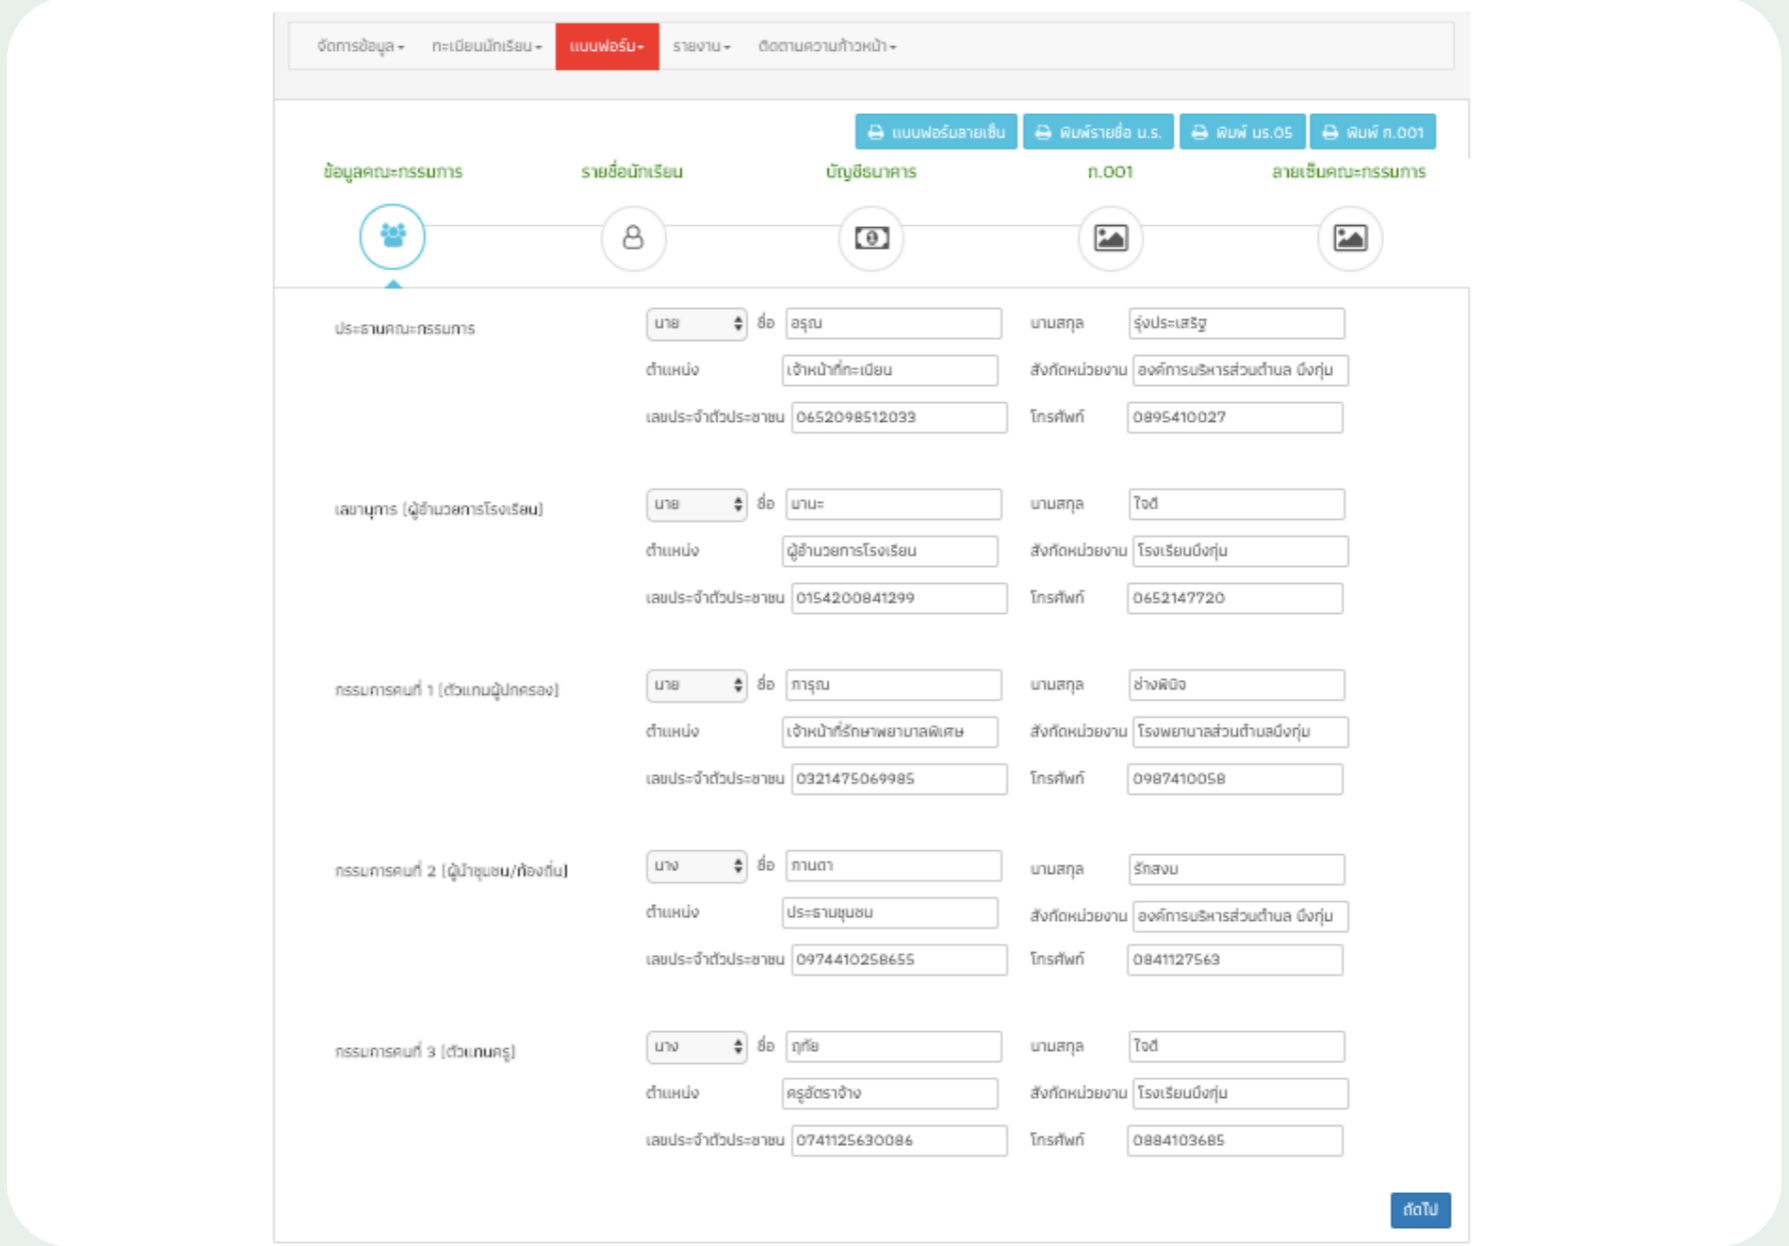 จัดการข้อมูล ทะเบียนนักเรียน แบบฟอร์ม รายงาน ติดตามความก้าวหน้า
แบบฟอร์มลายเซ็น พิมพ์รายชื่อ น.ร. พิมพ์ นร.05 พิมพ์ ก.001
ข้อมูลคณะกรรมการ รายชื่อนักเรียน บัญชีธนาคาร ก.001 ลายเซ็นคณะกรรมการ
ประธานคณะกรรมการ นาย ชื่อ อรุณ นามสกุล รุ่งประเสริฐ
ตำแหน่ง เจ้าหน้าที่ทะเบียน สังกัดหน่วยงาน องค์การบริหารส่วนตำบล บึงกุ่ม
เลขประจำตัวประชาชน 0652098512033 โทรศัพท์ 0895410027
เลขานุการ (ผู้อำนวยการโรงเรียน) นาย ชื่อ มานะ นามสกุล ใจดี
ตำแหน่ง ผู้อำนวยการโรงเรียน สังกัดหน่วยงาน โรงเรียนบึงกุ่ม
เลขประจำตัวประชาชน 0154200841299 โทรศัพท์ 0652147720
กรรมการคนที่ 1 (ตัวแทนผู้ปกครอง) นาย ชื่อ การุณ นามสกุล ช่างพินิจ
ตำแหน่ง เจ้าหน้าที่รักษาพยาบาลพิเศษ สังกัดหน่วยงาน โรงพยาบาลส่วนตำบลบึงกุ่ม
เลขประจำตัวประชาชน 0321475069985 โทรศัพท์ 0987410058
กรรมการคนที่ 2 (ผู้นำชุมชน/ท้องถิ่น) นาง ชื่อ กานดา นามสกุล รักสงบ
ตำแหน่ง ประธานชุมชน สังกัดหน่วยงาน องค์การบริหารส่วนตำบล บึงกุ่ม
เลขประจำตัวประชาชน 0974410258655 โทรศัพท์ 0841127563
กรรมการคนที่ 3 (ตัวแทนครู) นาง ชื่อ ฤทัย นามสกุล ใจดี
ตำแหน่ง ครูอัตราจ้าง สังกัดหน่วยงาน โรงเรียนบึงกุ่ม
เลขประจำตัวประชาชน 0741125630086 โทรศัพท์ 0884103685
ถัดไป